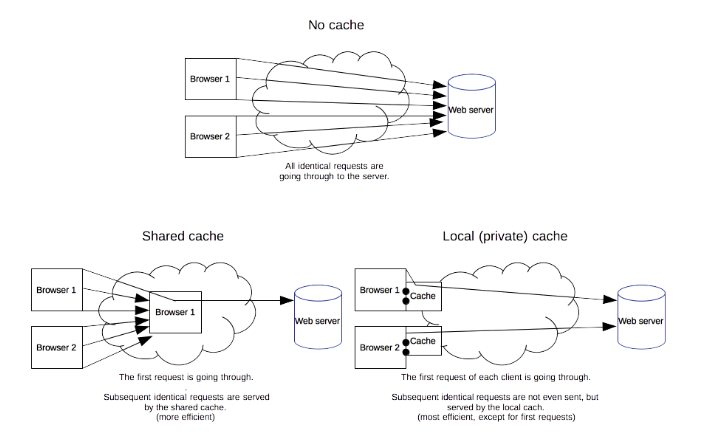 No cache
Browser 1
Browser 2
Web server
All identical requests are
going through to the server.
Shared cache
Browser 1
Browser 2
Browser 1
Web server
The first request is going through.
Subsequent identical requests are served
by the shared cache.
(more efficient)
Local (private) cache
Browser 1
Cache
Browser 2
Cache
Web server
The first request of each client is going through.
Subsequent identical requests are not even sent, but
served by the local cach.
(most efficient, except for first requests)